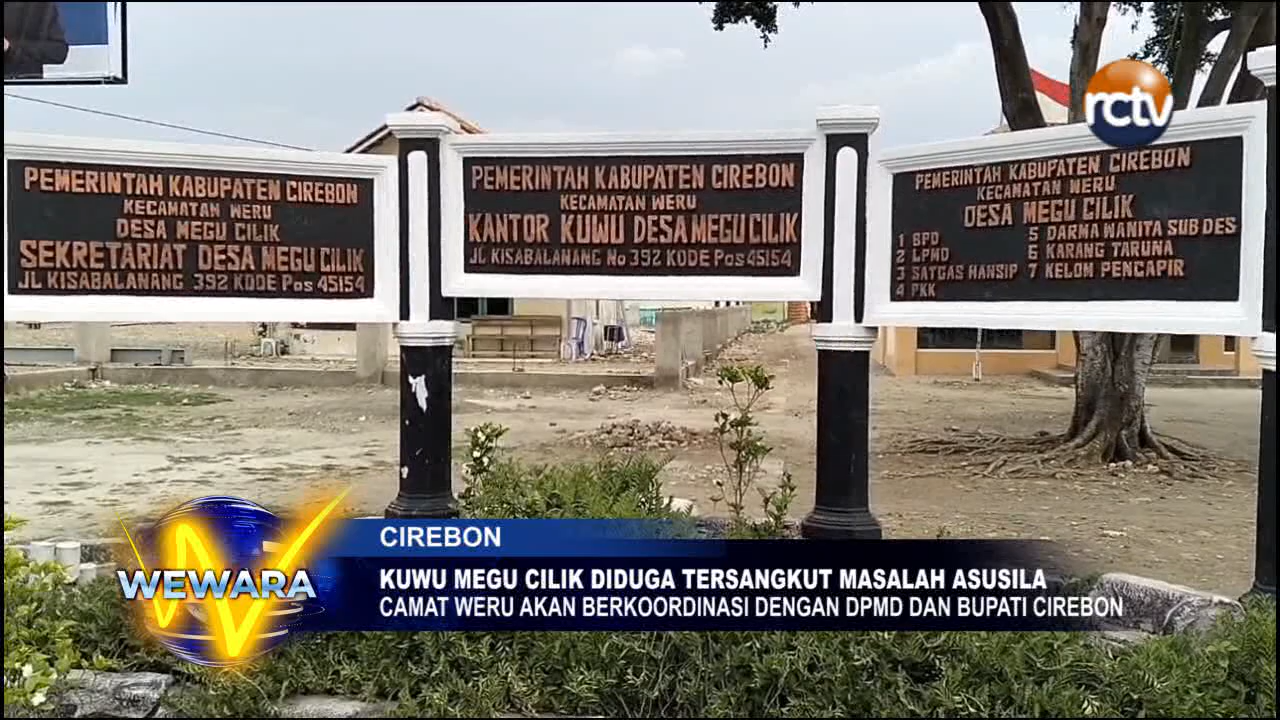 rctv
PEMERINTAH KABUPATEN CIREBON
KECAMATAN WERU
DESA MEGU CILIK
SEKRETARIAT DESA MEGU CILIK
JL KISABALANANG 392 KODE POS 45154
PEMERINTAH KABUPATEN CIREBON
KECAMATAN WERU
KANTOR KUWU DESA MEGU CILIK
JL KISABALANANG NO 392 KODE POS 45154
PEMERINTAH KABUPATEN CIREBON
KECAMATAN WERU
DESA MEGU CILIK
1 BPD
2 LPMD
3 SATGAS HANSIP
4 PKK
5 DARMA WANITA SUB DES
6 KARANG TARUNA
7 KELOM PENCAPIR
WEWARA
CIREBON
KUWU MEGU CILIK DIDUGA TERSANGKUT MASALAH ASUSILA
CAMAT WERU AKAN BERKOORDINASI DENGAN DPMD DAN BUPATI CIREBON